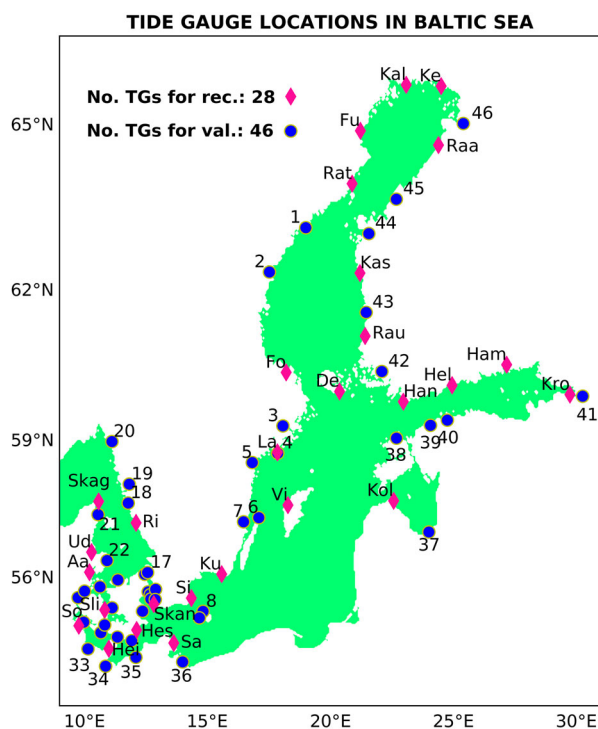 TIDE GAUGE LOCATIONS IN BALTIC SEA
No. TGs for rec.: 28
No. TGs for val.: 46
Kal
Ke
46
65°N
Fu
Raa
Rat
45
1
44
2
Kas
62°N
43
Rau
Fo
42
Ham
De
Hel
Kro
Han
41
3
20
40
59°N
La 4
39
38
5
19
Skag
18
Vi
Kol
7 6
21
Ri
37
Ud
22
17
Aa
Ku
56°N
Si
Sli
8
So
Skan
Hes
Sa
Hei
33
35
34
36
10°E
15°E
20°E
25°E
30°E